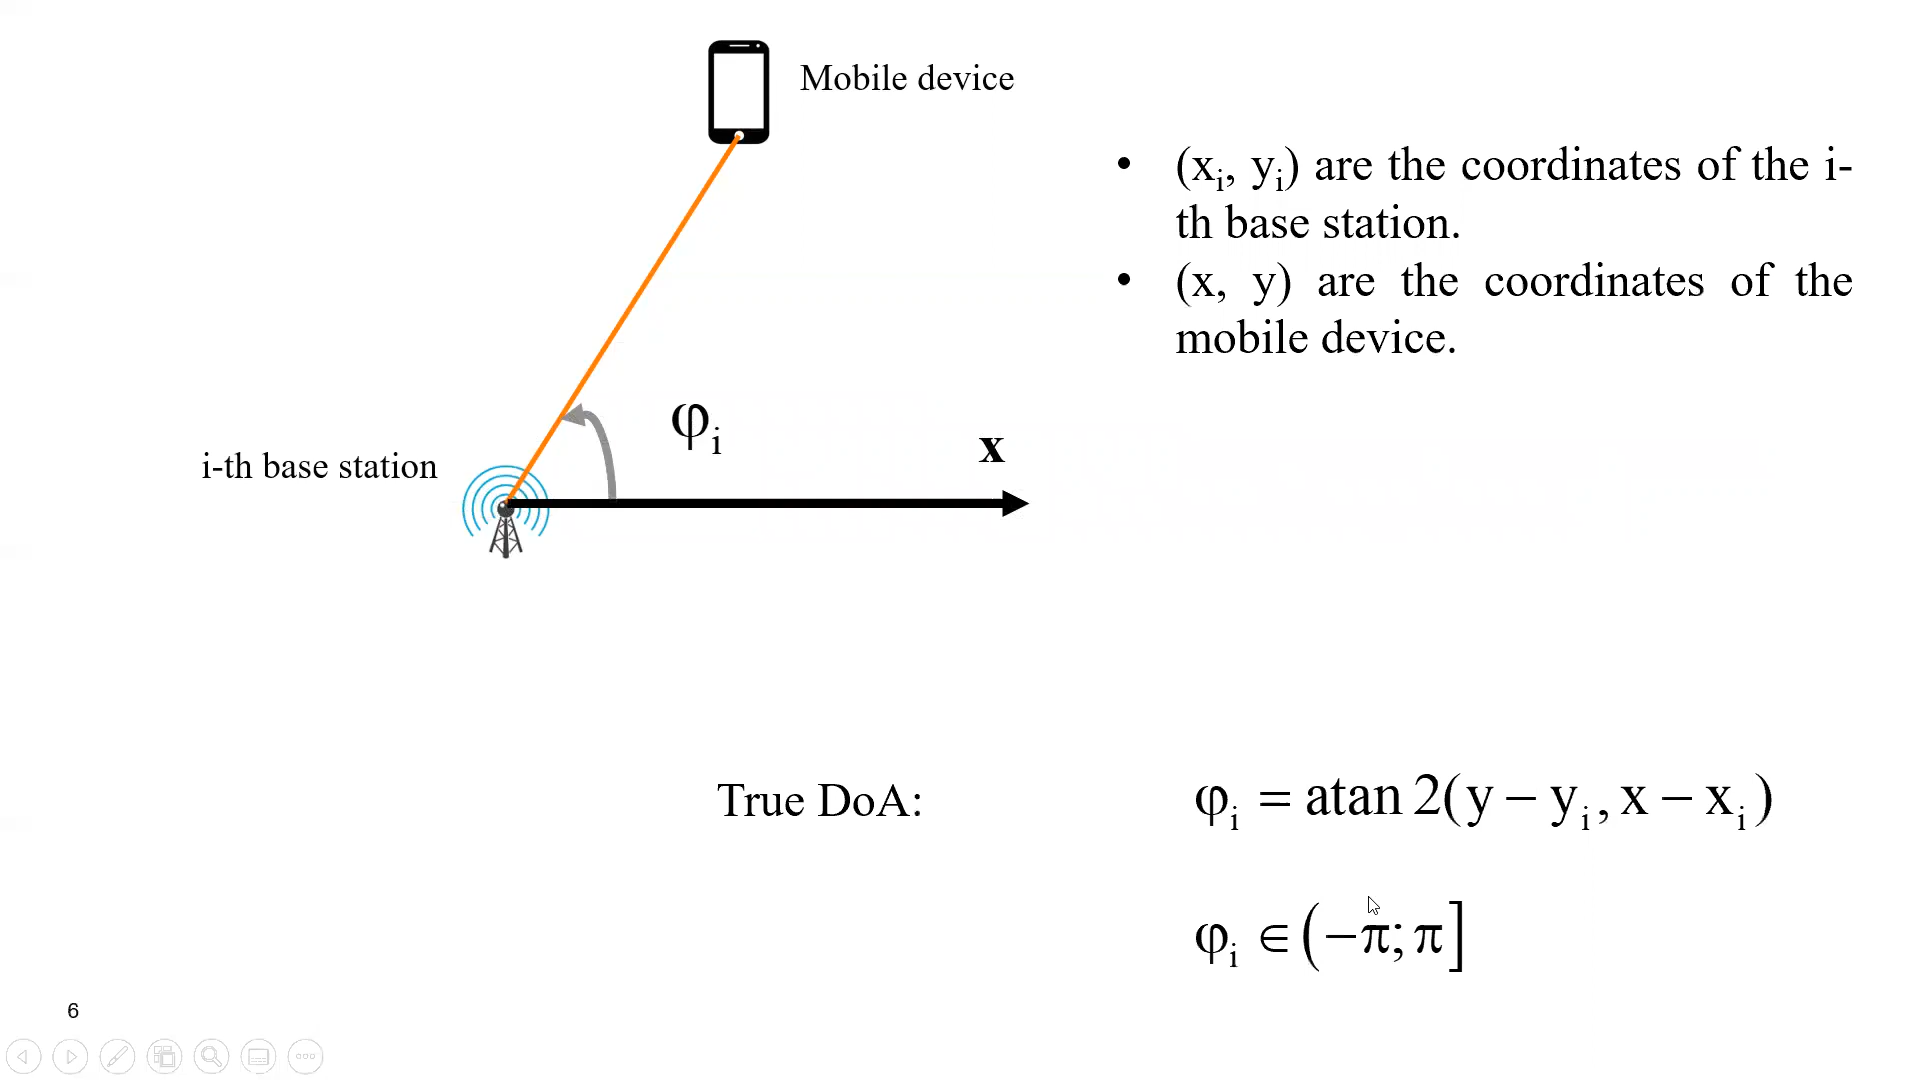 Mobile device
• (xᵢ, yᵢ) are the coordinates of the i-
th base station.
• (x, y) are the coordinates of the
mobile device.
φᵢ
x
i-th base station
True DoA:
φᵢ = atan 2(y − yᵢ, x − xᵢ)
φᵢ ∈ (−π; π]
6